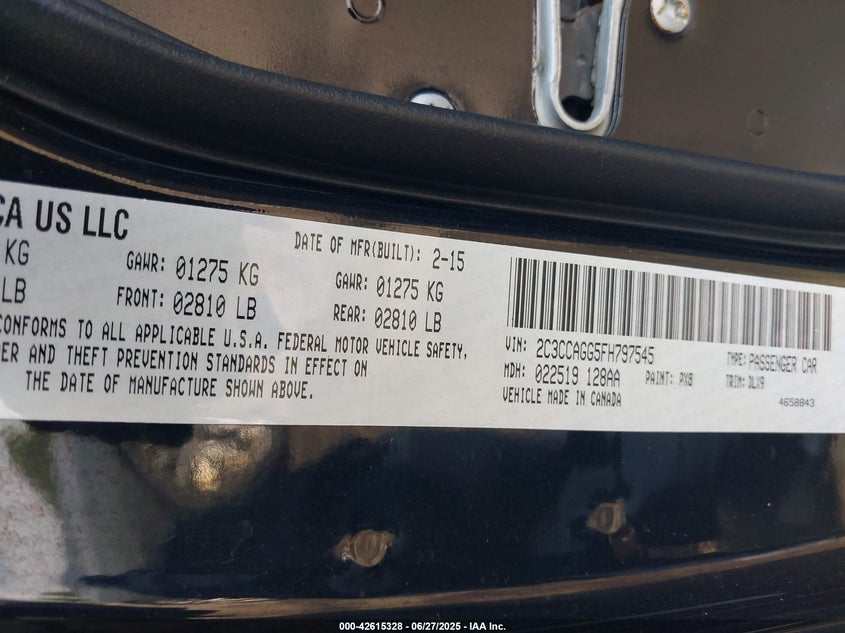 CA US LLC
DATE OF MFR(BUILT): 2-15
KG GAWR: 01275 KG GAWR: 01275 KG
LB FRONT: 02810 LB REAR: 02810 LB
CONFORMS TO ALL APPLICABLE U.S.A. FEDERAL MOTOR VEHICLE SAFETY,
DER AND THEFT PREVENTION STANDARDS IN EFFECT ON
THE DATE OF MANUFACTURE SHOWN ABOVE.
VIN: 2C3CCAGG5FH797545 TYPE: PASSENGER CAR
MDH: 022519 128AA PAINT: PX8 TRIM: DLX9
VEHICLE MADE IN CANADA 4658843
000-42615328 - 06/27/2025 - IAA Inc.